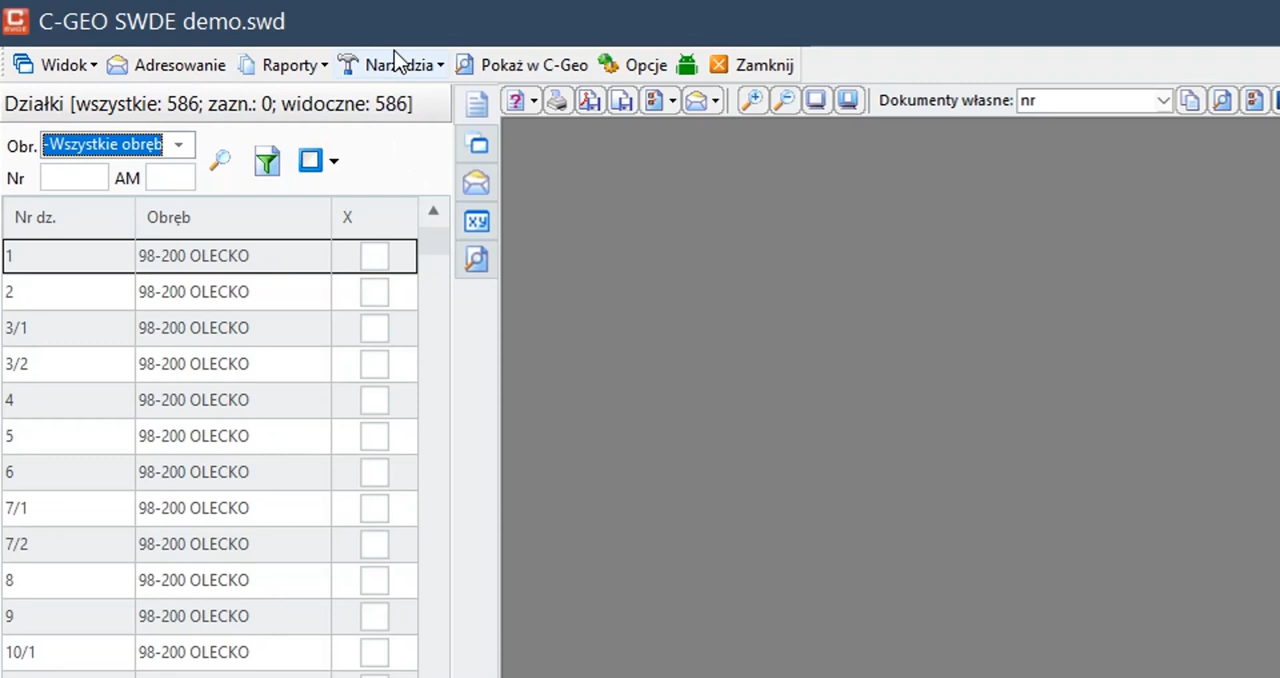 C-GEO SWDE demo.swd
Widok Adresowanie Raporty Narzędzia Pokaż w C-Geo Opcje Zamknij
Działki [wszystkie: 586; zazn.: 0; widoczne: 586]
Dokumenty własne: nr
Obr. -Wszystkie obręb
Nr AM
Nr dz. Obręb X
1 98-200 OLECKO
2 98-200 OLECKO
3/1 98-200 OLECKO
3/2 98-200 OLECKO
4 98-200 OLECKO
5 98-200 OLECKO
6 98-200 OLECKO
7/1 98-200 OLECKO
7/2 98-200 OLECKO
8 98-200 OLECKO
9 98-200 OLECKO
10/1 98-200 OLECKO